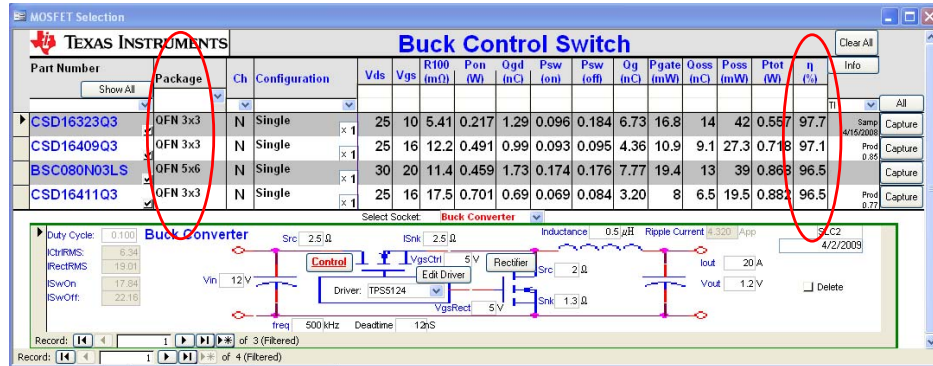 MOSFET Selection
TEXAS INSTRUMENTS Buck Control Switch Clear All
Part Number Package Ch Configuration Vds Vgs R100 (mΩ) Pon (W) Qgd (nC) Psw (on) Psw (off) Qg (nC) Pgate (mW) Qoss (nC) Poss (mW) Ptot (W) η (%) Info
Show All
TI All
CSD16323Q3 QFN 3x3 N Single x 1 25 10 5.41 0.217 1.29 0.096 0.184 6.73 16.8 14 42 0.557 97.7 Samp 4/15/2008 Capture
CSD16409Q3 QFN 3x3 N Single x 1 25 16 12.2 0.491 0.99 0.093 0.095 4.36 10.9 9.1 27.3 0.718 97.1 Prod 0.85 Capture
BSC080N03LS QFN 5x6 N Single x 1 30 20 11.4 0.459 1.73 0.174 0.176 7.77 19.4 13 39 0.868 96.5 Capture
CSD16411Q3 QFN 3x3 N Single x 1 25 16 17.5 0.701 0.69 0.069 0.084 3.20 8 6.5 19.5 0.882 96.5 Prod 0.77 Capture
Select Socket: Buck Converter
Duty Cycle: 0.100 Buck Converter Src 2.5 Ω ISnk 2.5 Ω Inductance 0.5 µH Ripple Current 4.320 App SLC2
ICtrlRMS: 6.34 4/2/2009
IRectRMS 19.01 Control VgsCtrl 5 V Rectifier Src 2 Ω Iout 20 A
ISwOn 17.84 Vin 12 V Edit Driver Vout 1.2 V Delete
ISwOff: 22.16 Driver: TPS5124 Snk 1.3 Ω
VgsRect 5 V
freq 500 kHz Deadtime 12nS
Record: 1 of 3 (Filtered)
Record: 1 of 4 (Filtered)